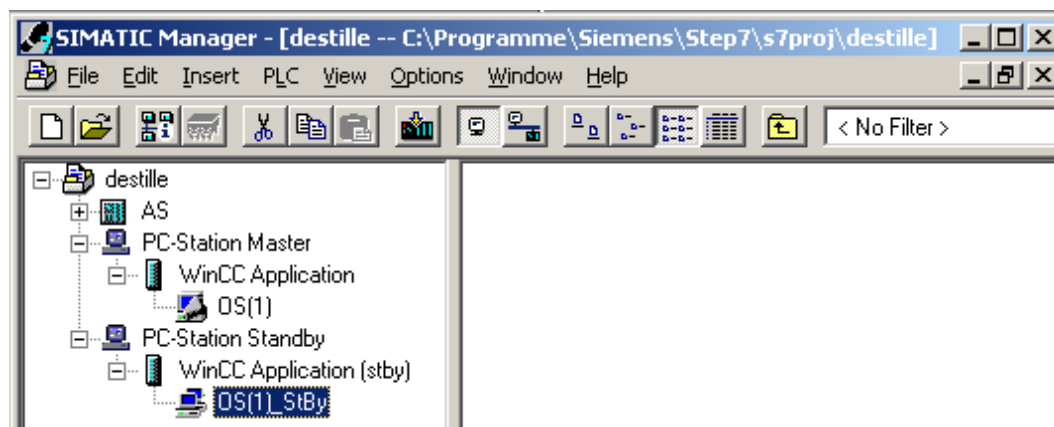 SIMATIC Manager - [destille -- C:\Programme\Siemens\Step7\s7proj\destille]
File Edit Insert PLC View Options Window Help
< No Filter >
destille
AS
PC-Station Master
WinCC Application
OS(1)
PC-Station Standby
WinCC Application (stby)
OS(1)_StBy